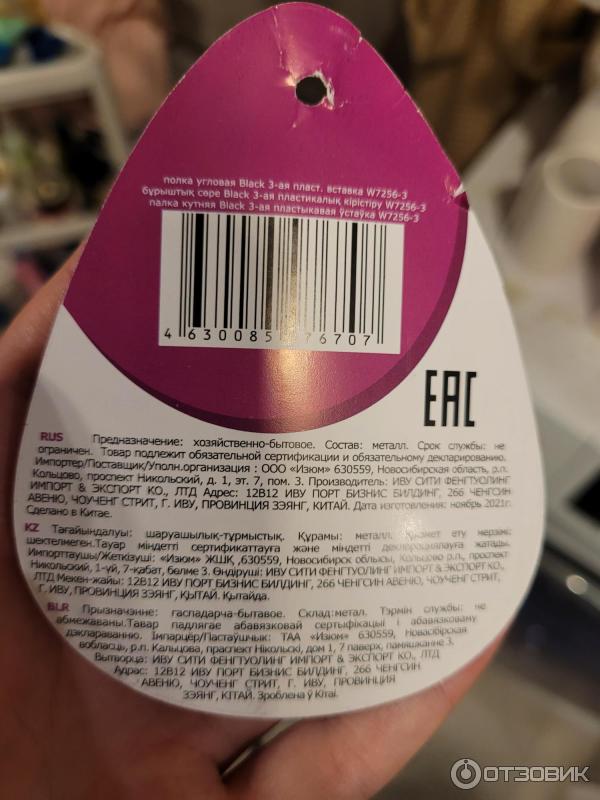 полка угловая Black 3-ая пласт. вставка W7256-3
бұрыштық сөре Black 3-ая пластикалық кірістіру W7256-3
палка кутняя Black 3-ая пластыкавая ўстаўка W7256-3
4 630085 76707
EAC
RUS Предназначение: хозяйственно-бытовое. Состав: металл. Срок службы: не
ограничен. Товар подлежит обязательной сертификации и обязательному декларированию.
Импортер/Поставщик/Уполн.организация : ООО «Изюм» 630559, Новосибирская область, р.п.
Кольцово, проспект Никольский, д. 1, эт. 7, пом. 3. Производитель: ИВУ СИТИ ФЕНГТУОЛИНГ
ИМПОРТ & ЭКСПОРТ КО., ЛТД Адрес: 12В12 ИВУ ПОРТ БИЗНИС БИЛДИНГ, 266 ЧЕНГСИН
АВЕНЮ, ЧОУЧЕНГ СТРИТ, Г. ИВУ, ПРОВИНЦИЯ ЗЭЯНГ, КИТАЙ. Дата изготовления: ноябрь 2021г.
Сделано в Китае.
KZ Тағайындалуы: шаруашылық-тұрмыстық. Құрамы: металл. Қызмет ету мерзімі:
шектелмеген.Тауар міндетті сертификаттауға және міндетті декларациялауға жатады.
Импорттаушы/Жеткізуші: «Изюм» ЖШҚ ,630559, Новосибирск облысы, Кольцово р.п., проспект
Никольский, 1-үй, 7-қабат, бөлме 3. Өндіруші: ИВУ СИТИ ФЕНГТУОЛИНГ ИМПОРТ & ЭКСПОРТ КО.,
ЛТД Мекен-жайы: 12В12 ИВУ ПОРТ БИЗНИС БИЛДИНГ, 266 ЧЕНГСИН АВЕНЮ, ЧОУЧЕНГ СТРИТ,
Г. ИВУ, ПРОВИНЦИЯ ЗЭЯНГ, ҚЫТАЙ. Қытайда.
BLR Прызначэнне: гаспадарча-бытавое. Склад:метал. Тэрмін службы: не
абмежаваны.Тавар падлягае абавязковай сертыфікацыі і абавязковаму
дэклараванню. Імпарцёр/Пастаўшчык: ТАА «Изюм» 630559, Новасібірская
вобласць, р.п. Кальцова, праспект Нікольскі, дом 1, 7 паверх, памяшканне 3.
Вытворца: ИВУ СИТИ ФЕНГТУОЛИНГ ИМПОРТ & ЭКСПОРТ КО., ЛТД
Адрас: 12В12 ИВУ ПОРТ БИЗНИС БИЛДИНГ, 266 ЧЕНГСИН
АВЕНЮ, ЧОУЧЕНГ СТРИТ, Г. ИВУ, ПРОВИНЦИЯ
ЗЭЯНГ, КІТАЙ. Зроблена ў Кітаі.
ОТЗОВИК